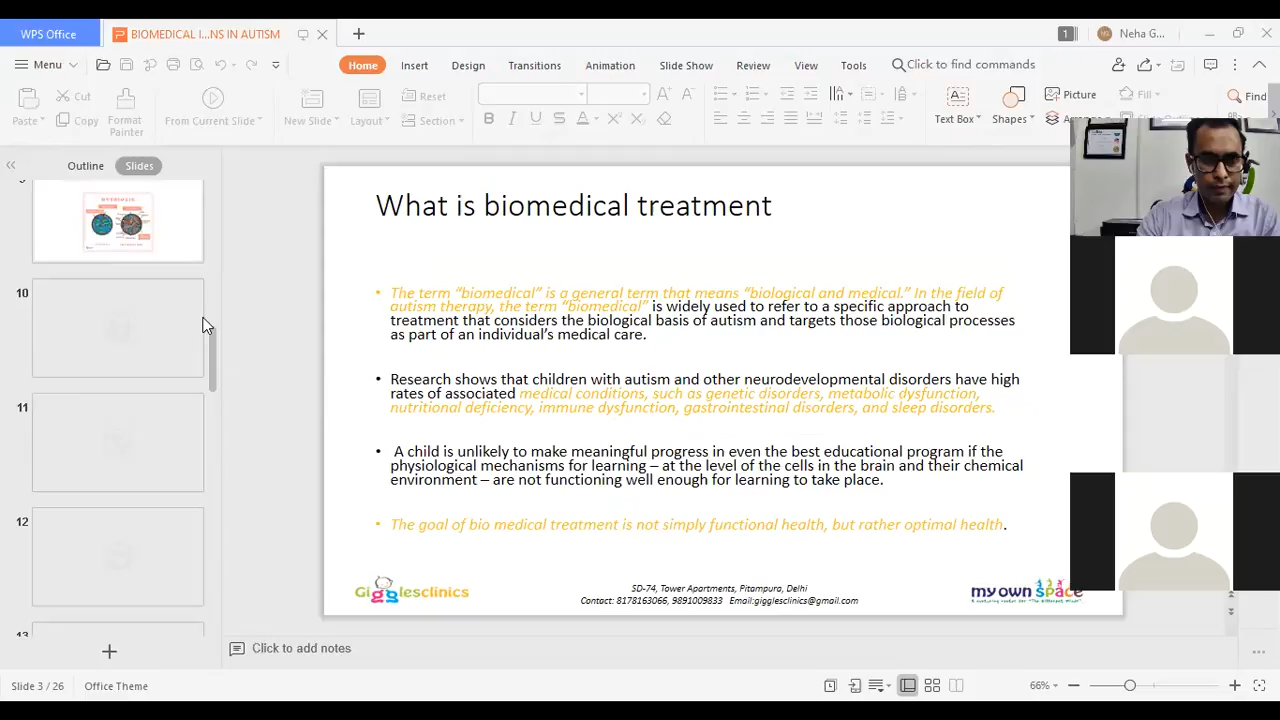 WPS Office
BIOMEDICAL I...NS IN AUTISM
1
Neha G...
Menu
Home
Insert
Design
Transitions
Animation
Slide Show
Review
View
Tools
Click to find commands
Paste
Cut
Format
Painter
From Current Slide
New Slide
Layout
Reset
Section
B I U S A
Text Box
Shapes
Picture
Fill
Find
Outline
Slides
DYSBIOSIS
10
11
12
13
What is biomedical treatment
• The term “biomedical” is a general term that means “biological and medical.” In the field of
autism therapy, the term “biomedical” is widely used to refer to a specific approach to
treatment that considers the biological basis of autism and targets those biological processes
as part of an individual’s medical care.
• Research shows that children with autism and other neurodevelopmental disorders have high
rates of associated medical conditions, such as genetic disorders, metabolic dysfunction,
nutritional deficiency, immune dysfunction, gastrointestinal disorders, and sleep disorders.
• A child is unlikely to make meaningful progress in even the best educational program if the
physiological mechanisms for learning – at the level of the cells in the brain and their chemical
environment – are not functioning well enough for learning to take place.
• The goal of bio medical treatment is not simply functional health, but rather optimal health.
Gigglesclinics
SD-74, Tower Apartments, Pitampura, Delhi
Contact: 8178163066, 9891009833 Email:gigglesclinics@gmail.com
my own space
Click to add notes
Slide 3 / 26
Office Theme
66%